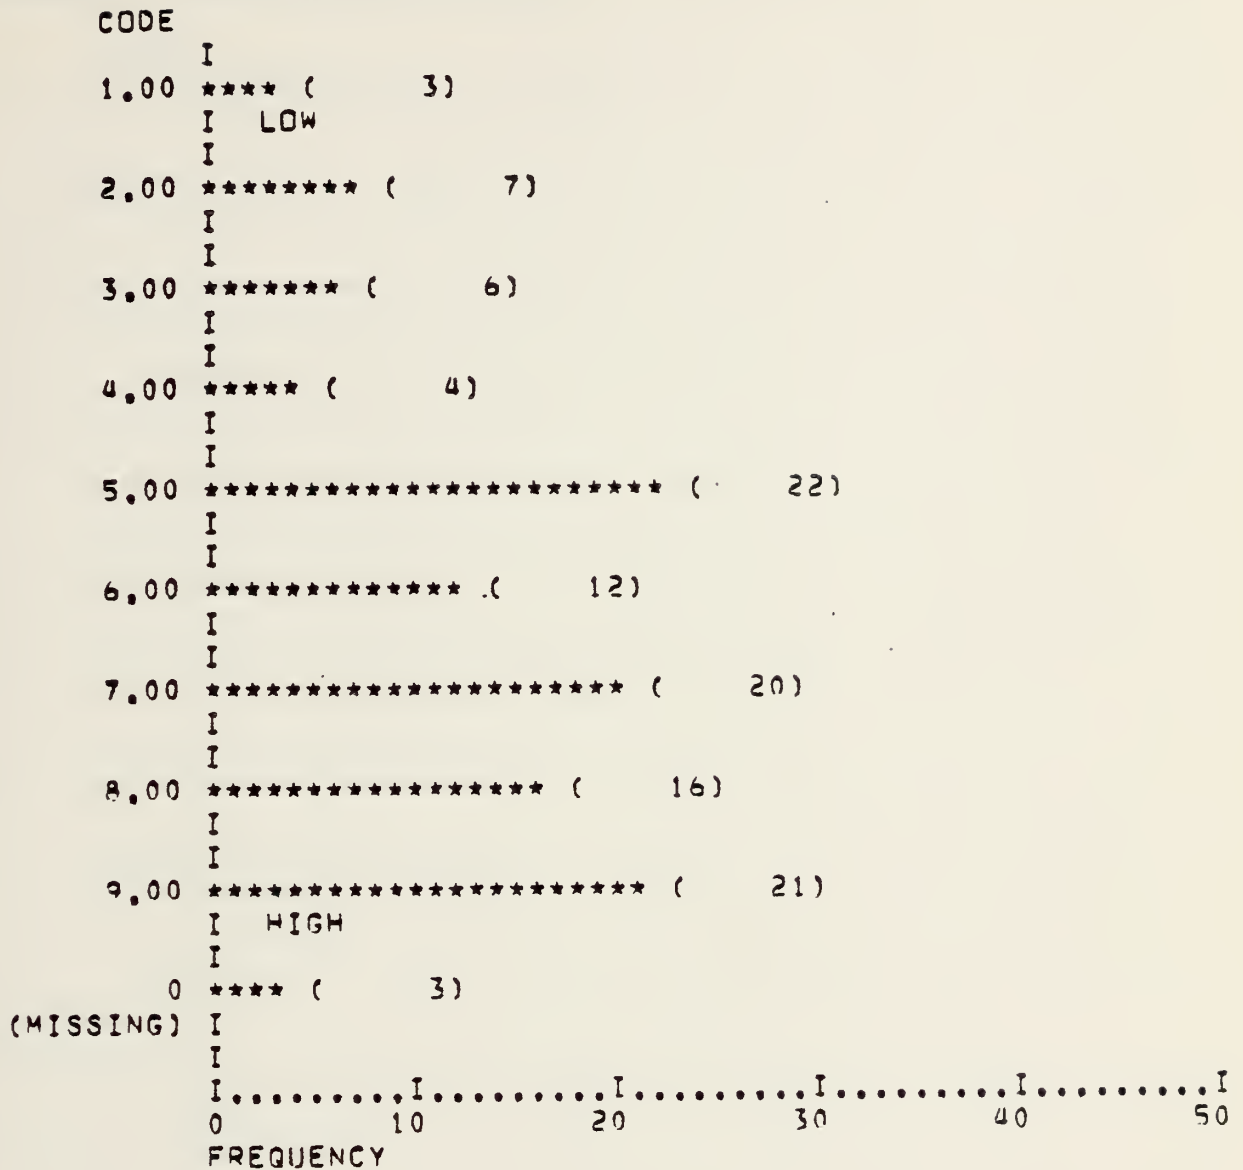 CODE
I
1.00 **** ( 3)
I LOW
I
2.00 ******** ( 7)
I
I
3.00 ******* ( 6)
I
I
4.00 ***** ( 4)
I
I
5.00 *********************** ( 22)
I
I
6.00 ************* ( 12)
I
I
7.00 ********************* ( 20)
I
I
8.00 ***************** ( 16)
I
I
9.00 ********************** ( 21)
I HIGH
I
0 **** ( 3)
(MISSING) I
I
I.........I.........I.........I.........I.........I
0 10 20 30 40 50
FREQUENCY